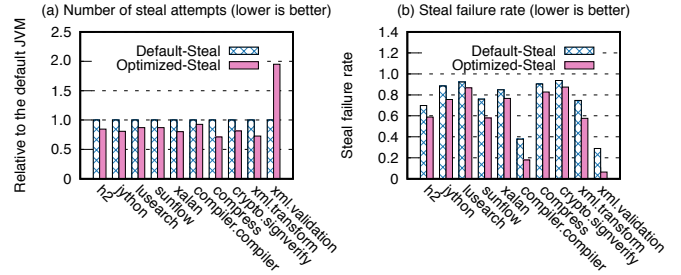 (a) Number of steal attempts (lower is better)
Relative to the default JVM
2.5
2.0
1.5
1.0
0.5
0
Default-Steal
Optimized-Steal
h2
jython
lusearch
sunflow
xalan
compiler.compiler
compress
crypto.signverify
xml.transform
xml.validation
(b) Steal failure rate (lower is better)
Steal failure rate
1.4
1.2
1.0
0.8
0.6
0.4
0.2
0
Default-Steal
Optimized-Steal
h2
jython
lusearch
sunflow
xalan
compiler.compiler
compress
crypto.signverify
xml.transform
xml.validation